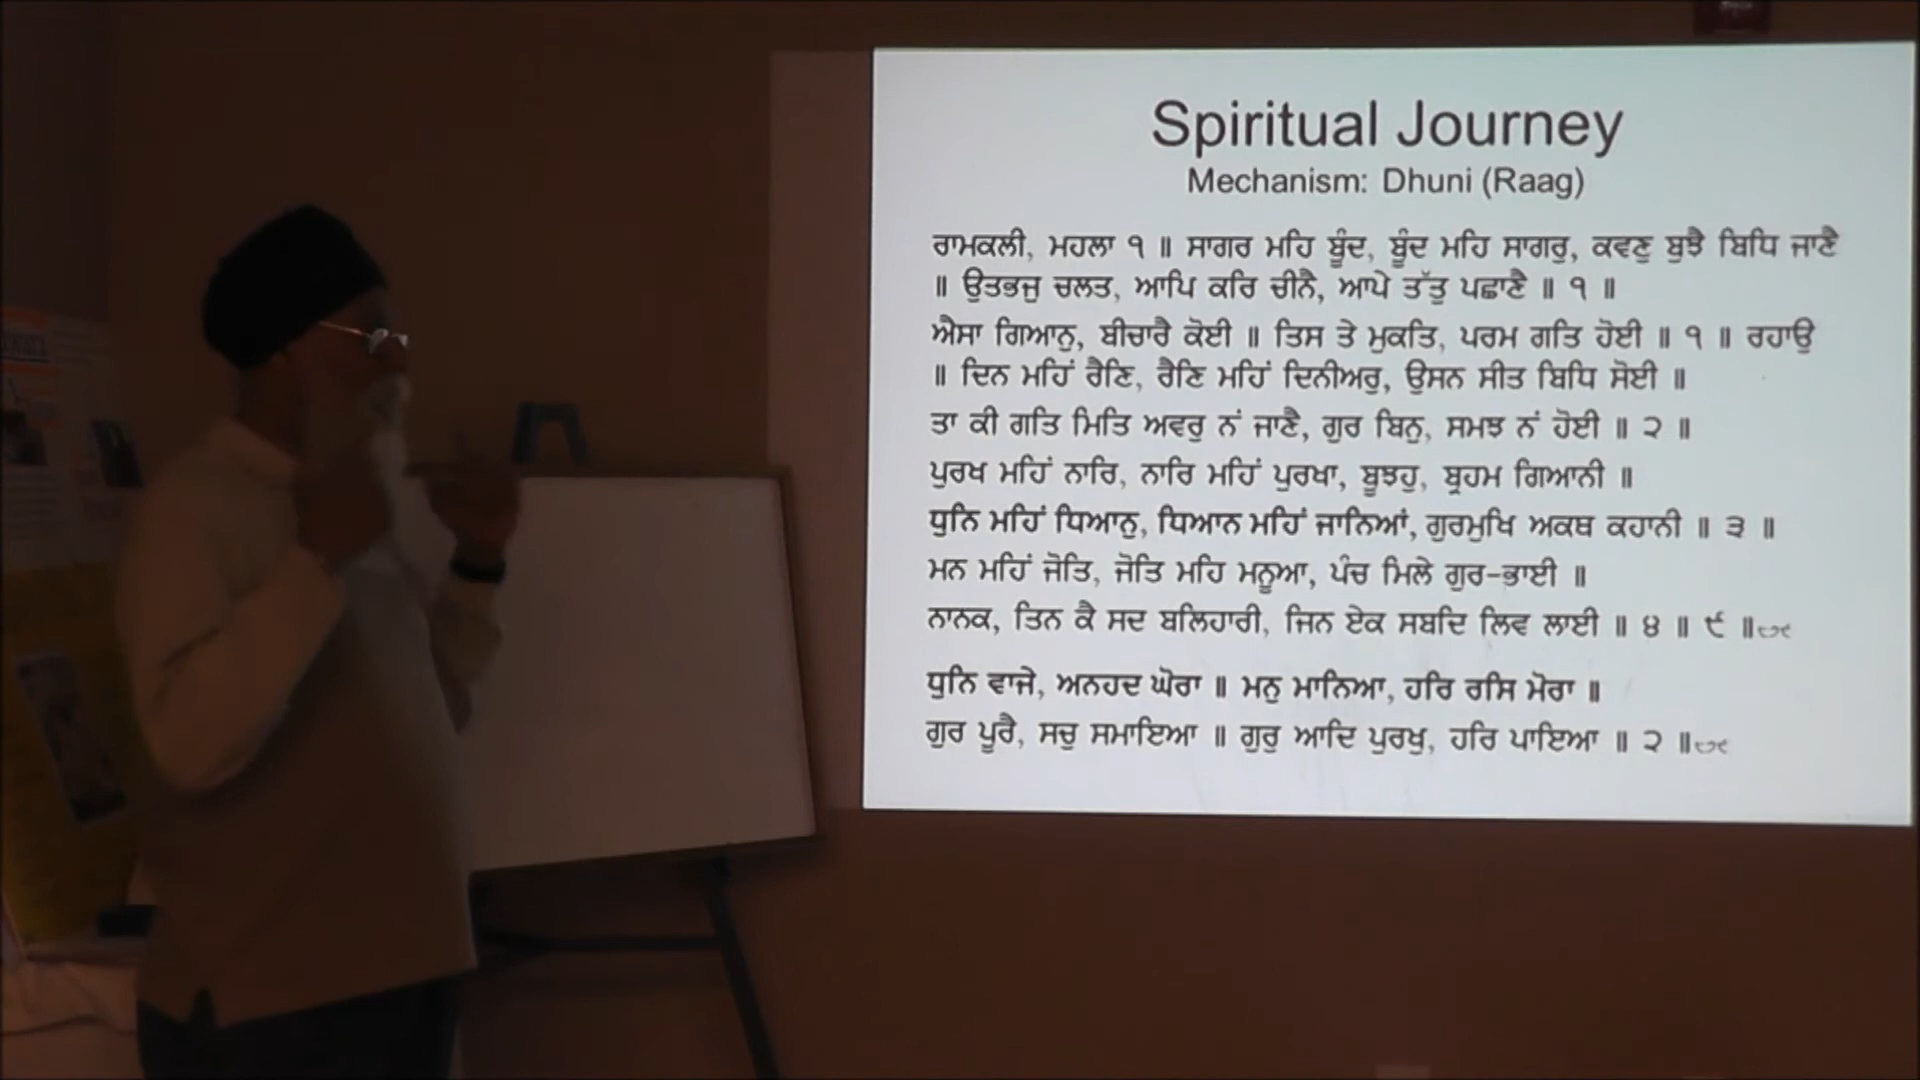 Spiritual Journey
Mechanism: Dhuni (Raag)
ਰਾਮਕਲੀ, ਮਹਲਾ ੧ ॥ ਸਾਗਰ ਮਹਿ ਬੂੰਦ, ਬੂੰਦ ਮਹਿ ਸਾਗਰੁ, ਕਵਣੁ ਬੁਝੈ ਬਿਧਿ ਜਾਣੈ
॥ ਉਤਭਜੁ ਚਲਤ, ਆਪਿ ਕਰਿ ਚੀਨੈ, ਆਪੇ ਤੱਤੁ ਪਛਾਣੈ ॥ ੧ ॥
ਐਸਾ ਗਿਆਨੁ, ਬੀਚਾਰੈ ਕੋਈ ॥ ਤਿਸ ਤੇ ਮੁਕਤਿ, ਪਰਮ ਗਤਿ ਹੋਈ ॥ ੧ ॥ ਰਹਾਉ
॥ ਦਿਨ ਮਹਿਂ ਰੈਣਿ, ਰੈਣਿ ਮਹਿਂ ਦਿਨੀਅਰੁ, ਉਸਨ ਸੀਤ ਬਿਧਿ ਸੋਈ ॥
ਤਾ ਕੀ ਗਤਿ ਮਿਤਿ ਅਵਰੁ ਨਾਂ ਜਾਣੈ, ਗੁਰ ਬਿਨੁ, ਸਮਝ ਨਾਂ ਹੋਈ ॥ ੨ ॥
ਪੁਰਖ ਮਹਿਂ ਨਾਰਿ, ਨਾਰਿ ਮਹਿਂ ਪੁਰਖਾ, ਬੂਝਹੁ, ਬ੍ਰਹਮ ਗਿਆਨੀ ॥
ਧੁਨਿ ਮਹਿਂ ਧਿਆਨੁ, ਧਿਆਨ ਮਹਿਂ ਜਾਨਿਆਂ, ਗੁਰਮੁਖਿ ਅਕਥ ਕਹਾਨੀ ॥ ੩ ॥
ਮਨ ਮਹਿਂ ਜੋਤਿ, ਜੋਤਿ ਮਹਿ ਮਨੂਆ, ਪੰਚ ਮਿਲੇ ਗੁਰ-ਭਾਈ ॥
ਨਾਨਕ, ਤਿਨ ਕੈ ਸਦ ਬਲਿਹਾਰੀ, ਜਿਨ ਏਕ ਸਬਦਿ ਲਿਵ ਲਾਈ ॥ ੪ ॥ ੯ ॥੮੭੯
ਧੁਨਿ ਵਾਜੇ, ਅਨਹਦ ਘੋਰਾ ॥ ਮਨੁ ਮਾਨਿਆ, ਹਰਿ ਰਸਿ ਮੋਰਾ ॥
ਗੁਰ ਪੂਰੈ, ਸਚੁ ਸਮਾਇਆ ॥ ਗੁਰੁ ਆਦਿ ਪੁਰਖੁ, ਹਰਿ ਪਾਇਆ ॥ ੨ ॥੮੭੯